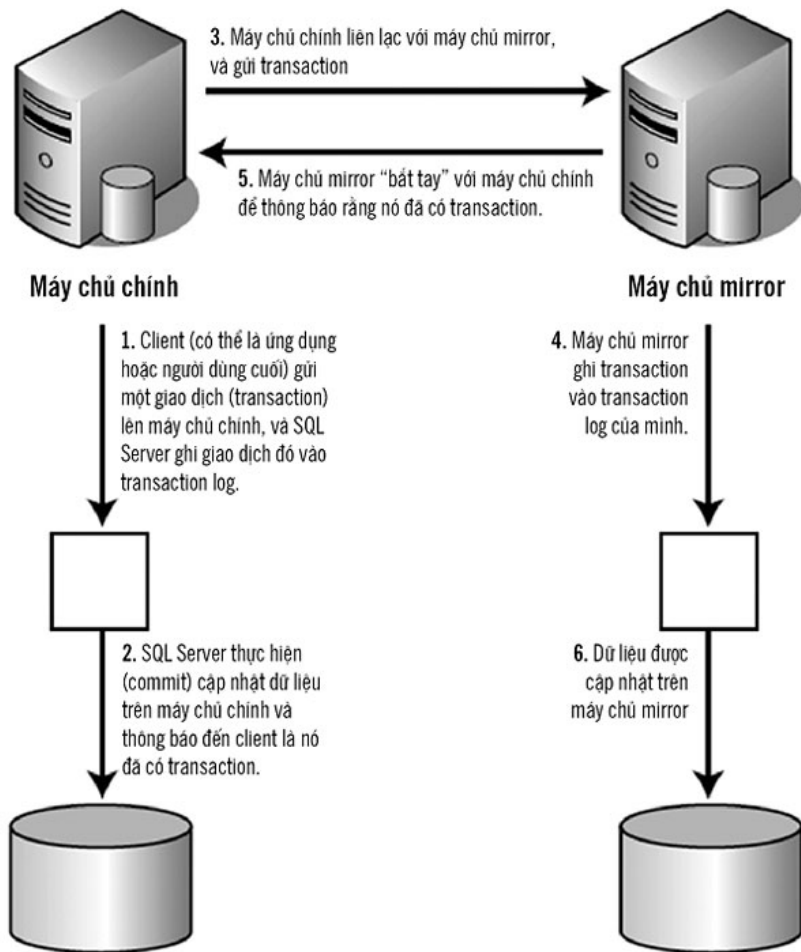 3. Máy chủ chính liên lạc với máy chủ mirror,
và gửi transaction
5. Máy chủ mirror “bắt tay” với máy chủ chính
để thông báo rằng nó đã có transaction.
Máy chủ chính
Máy chủ mirror
1. Client (có thể là ứng dụng
hoặc người dùng cuối) gửi
một giao dịch (transaction)
lên máy chủ chính, và SQL
Server ghi giao dịch đó vào
transaction log.
4. Máy chủ mirror
ghi transaction
vào transaction
log của mình.
2. SQL Server thực hiện
(commit) cập nhật dữ liệu
trên máy chủ chính và
thông báo đến client là nó
đã có transaction.
6. Dữ liệu được
cập nhật trên
máy chủ mirror